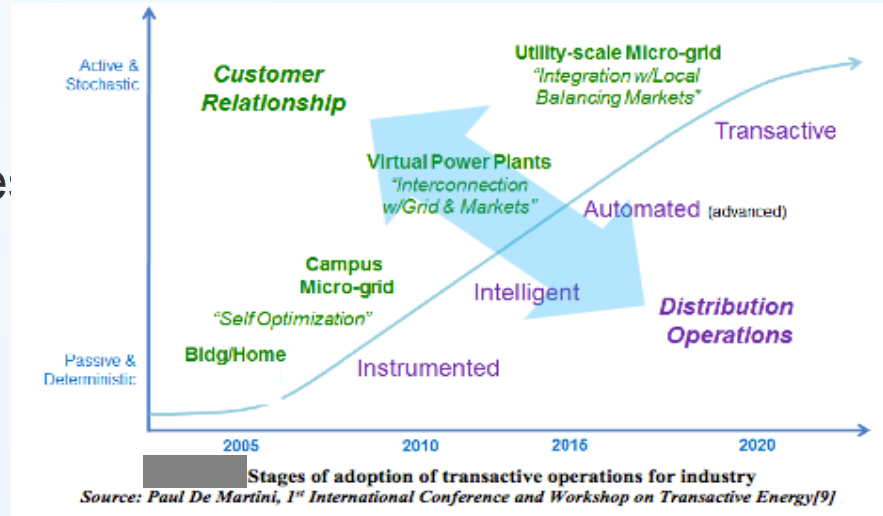 Active &
Stochastic
Customer
Relationship
Utility-scale Micro-grid
"Integration w/Local
Balancing Markets"
Transactive
Virtual Power Plants
"Interconnection
w/Grid & Markets"
Automated (advanced)
Campus
Micro-grid
Intelligent
"Self Optimization"
Distribution
Operations
Bldg/Home
Instrumented
Passive &
Deterministic
2005 2010 2015 2020
Stages of adoption of transactive operations for industry
Source: Paul De Martini, 1st International Conference and Workshop on Transactive Energy[9]